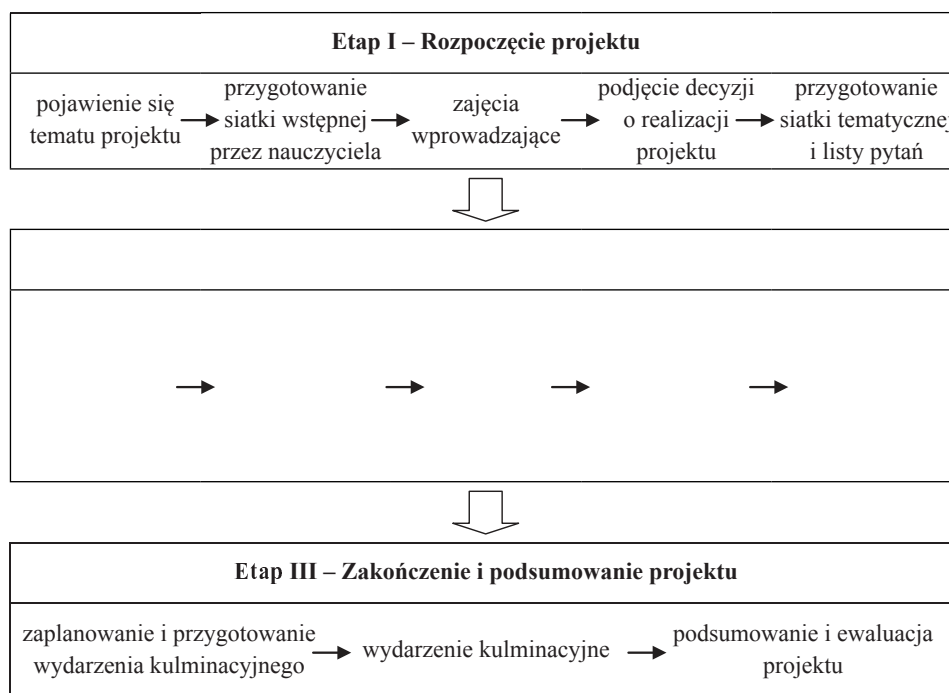 Etap I – Rozpoczęcie projektu
pojawienie się
tematu projektu
przygotowanie
siatki wstępnej
przez nauczyciela
zajęcia
wprowadzające
podjęcie decyzji
o realizacji
projektu
przygotowanie
siatki tematycznej
i listy pytań
Etap III – Zakończenie i podsumowanie projektu
zaplanowanie i przygotowanie
wydarzenia kulminacyjnego
wydarzenie kulminacyjne
podsumowanie i ewaluacja
projektu